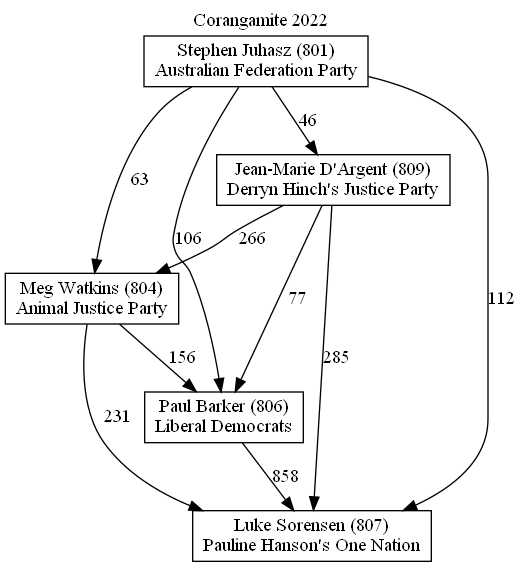 Corangamite 2022
Stephen Juhasz (801)
Australian Federation Party
46
Jean-Marie D'Argent (809)
Derryn Hinch's Justice Party
63
106
266
Meg Watkins (804)
Animal Justice Party
77
112
156
285
Paul Barker (806)
Liberal Democrats
231
858
Luke Sorensen (807)
Pauline Hanson's One Nation